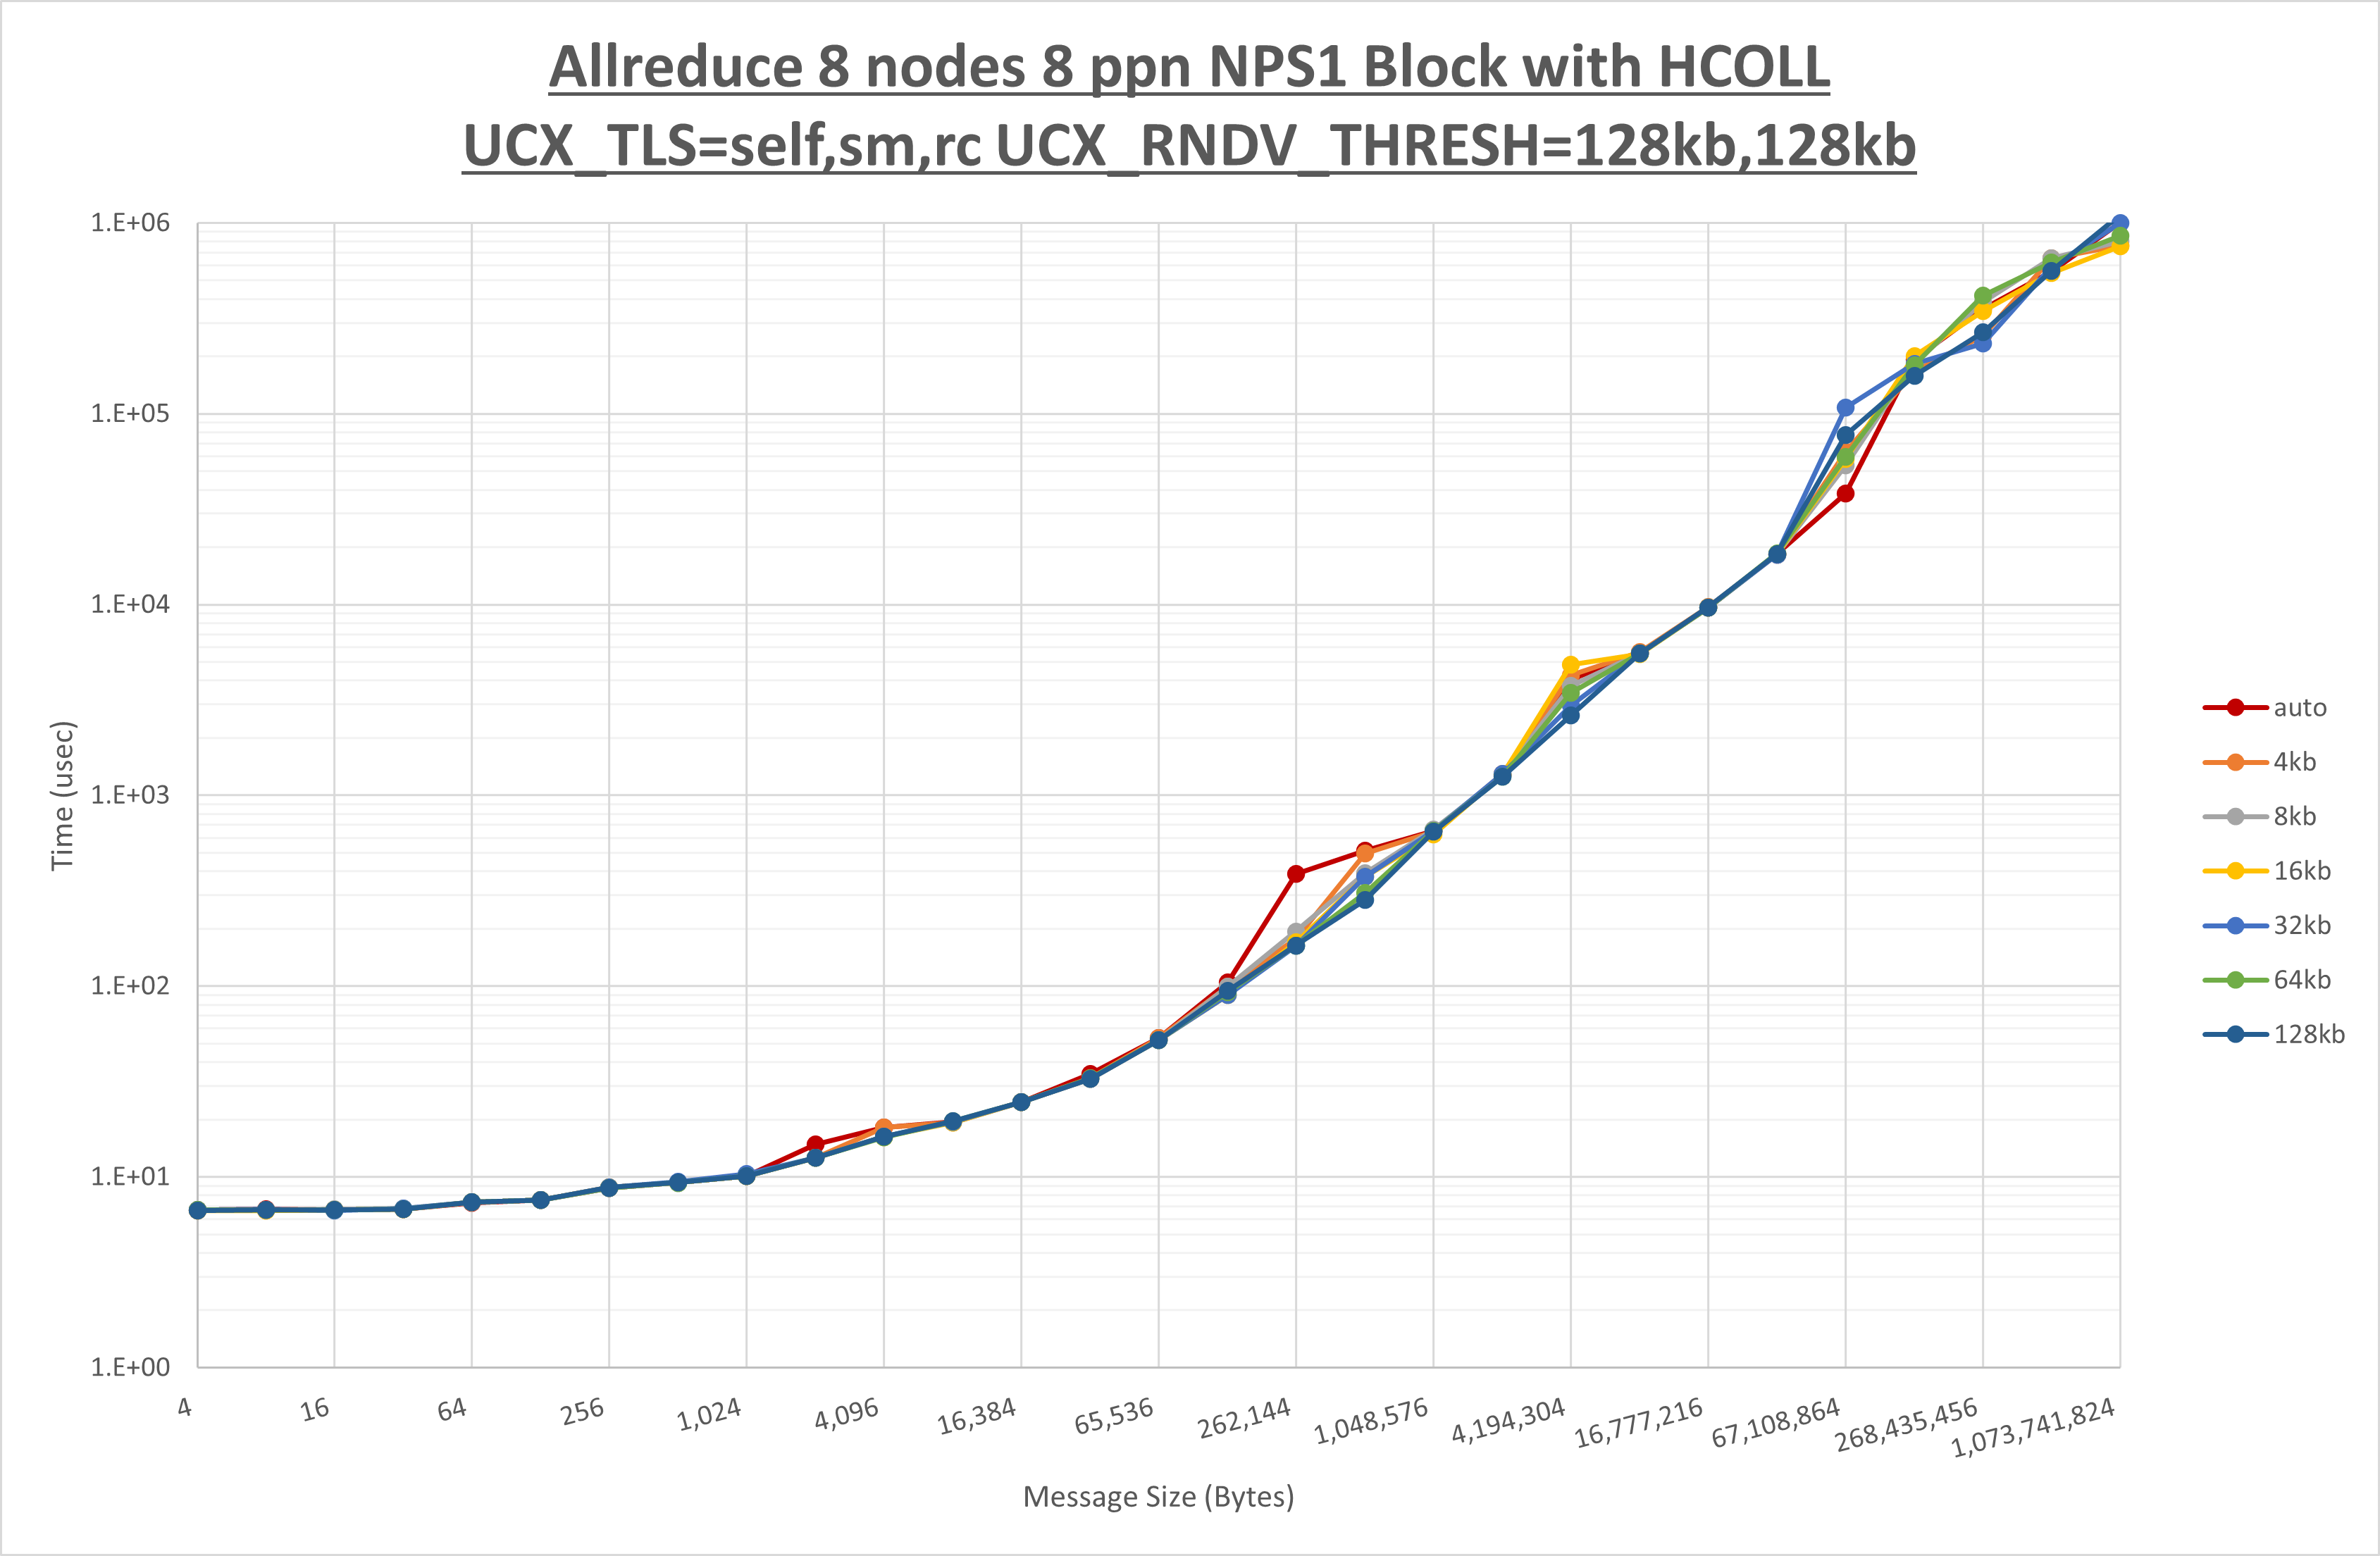 Allreduce 8 nodes 8 ppn NPS1 Block with HCOLL
UCX_TLS=self,sm,rc UCX_RNDV_THRESH=128kb,128kb
1.E+06
1.E+05
1.E+04
1.E+03
1.E+02
1.E+01
1.E+00
Time (usec)
4
16
64
256
1,024
4,096
16,384
65,536
262,144
1,048,576
4,194,304
16,777,216
67,108,864
268,435,456
1,073,741,824
Message Size (Bytes)
auto
4kb
8kb
16kb
32kb
64kb
128kb